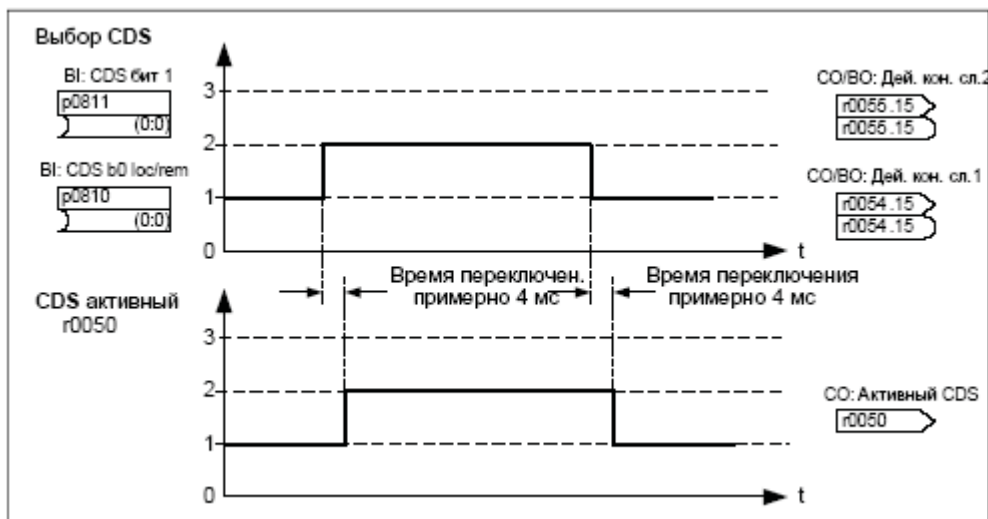 Выбор CDS
BI: CDS бит 1
p0811
(0:0)
BI: CDS b0 loc/rem
p0810
(0:0)
3
2
1
0
t
CO/BO: Дей. кон. сл.2
r0055.15
r0055.15
CO/BO: Дей. кон. сл.1
r0054.15
r0054.15
Время переключен.
примерно 4 мс
Время переключения
примерно 4 мс
CDS активный
r0050
3
2
1
0
t
CO: Активный CDS
r0050